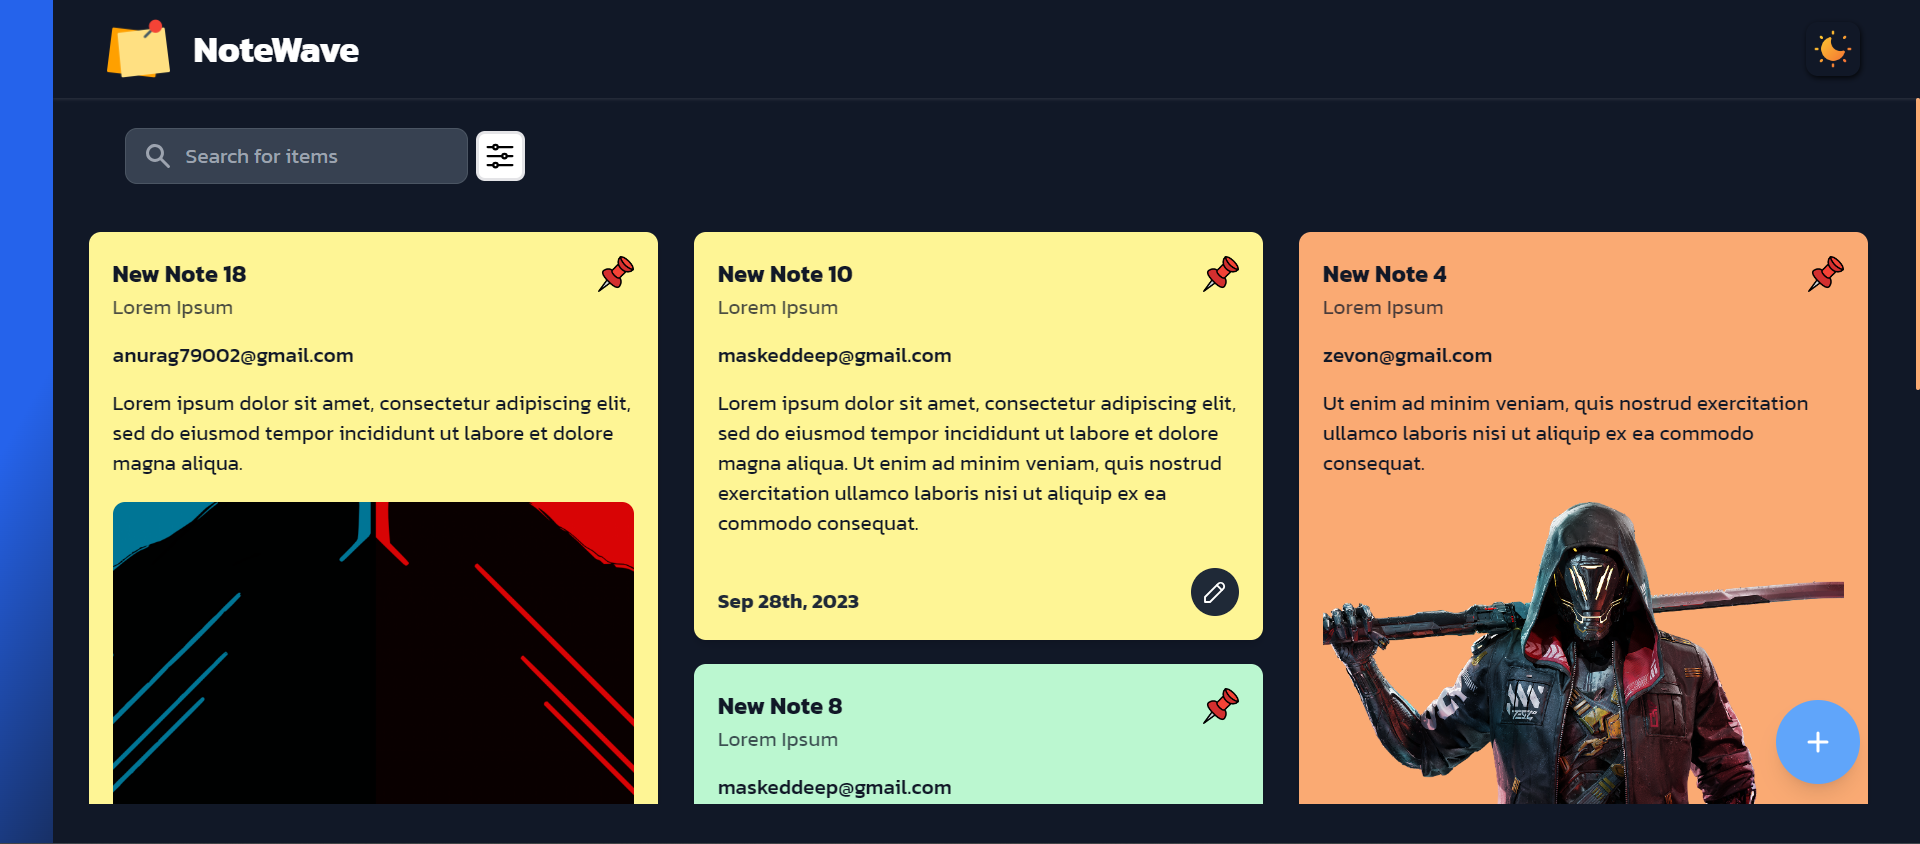 NoteWave
Search for items
New Note 18
Lorem Ipsum
anurag79002@gmail.com
Lorem ipsum dolor sit amet, consectetur adipiscing elit,
sed do eiusmod tempor incididunt ut labore et dolore
magna aliqua.
New Note 10
Lorem Ipsum
maskeddeep@gmail.com
Lorem ipsum dolor sit amet, consectetur adipiscing elit,
sed do eiusmod tempor incididunt ut labore et dolore
magna aliqua. Ut enim ad minim veniam, quis nostrud
exercitation ullamco laboris nisi ut aliquip ex ea
commodo consequat.
Sep 28th, 2023
New Note 8
Lorem Ipsum
maskeddeep@gmail.com
New Note 4
Lorem Ipsum
zevon@gmail.com
Ut enim ad minim veniam, quis nostrud exercitation
ullamco laboris nisi ut aliquip ex ea commodo
consequat.